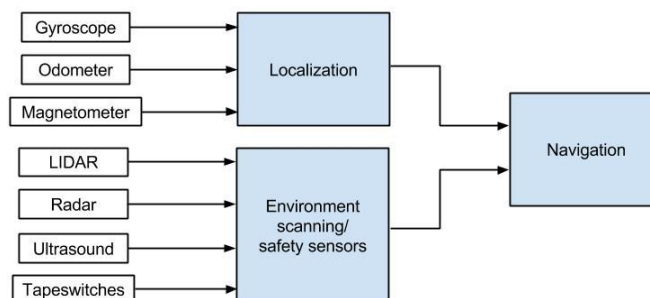 Gyroscope
Odometer
Magnetometer
Localization
LIDAR
Radar
Ultrasound
Tapeswitches
Environment
scanning/
safety sensors
Navigation